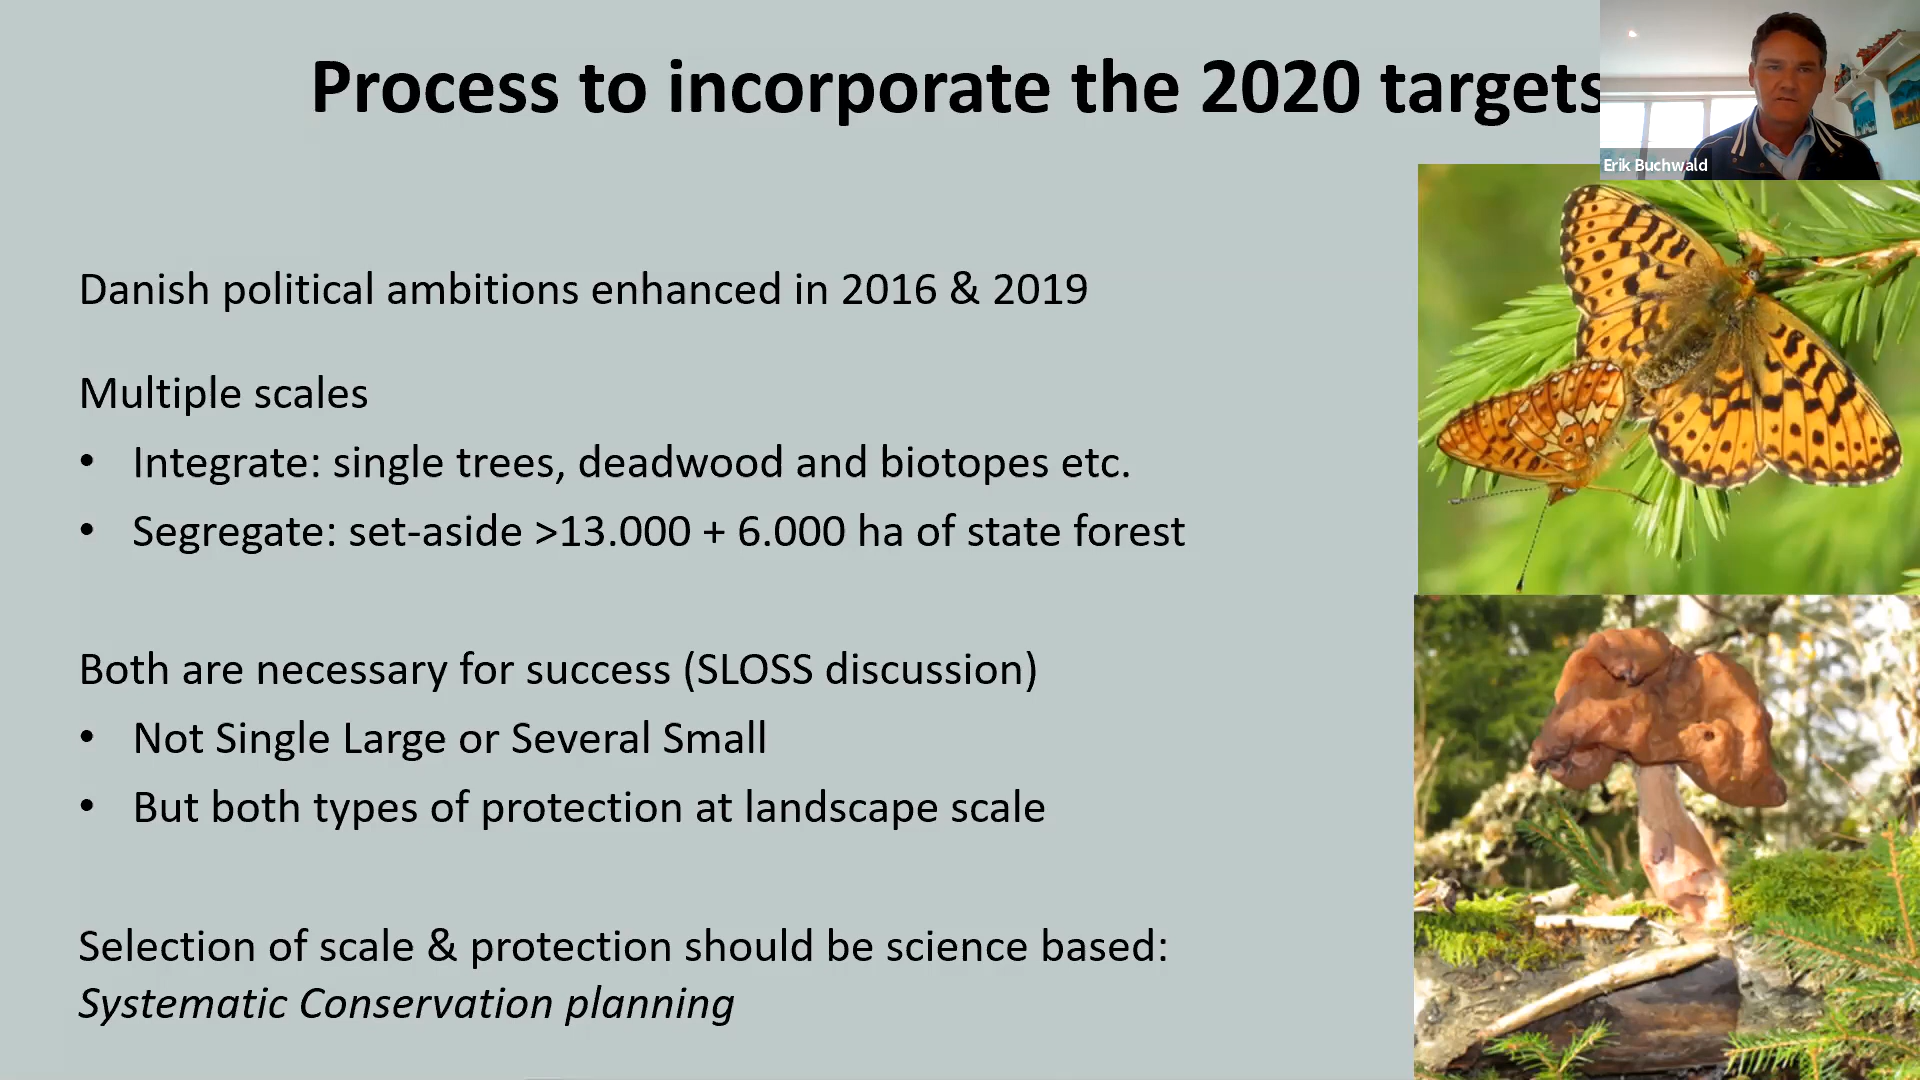 Process to incorporate the 2020 targets
Erik Buchwald
Danish political ambitions enhanced in 2016 & 2019
Multiple scales
• Integrate: single trees, deadwood and biotopes etc.
• Segregate: set-aside >13.000 + 6.000 ha of state forest
Both are necessary for success (SLOSS discussion)
• Not Single Large or Several Small
• But both types of protection at landscape scale
Selection of scale & protection should be science based:
Systematic Conservation planning